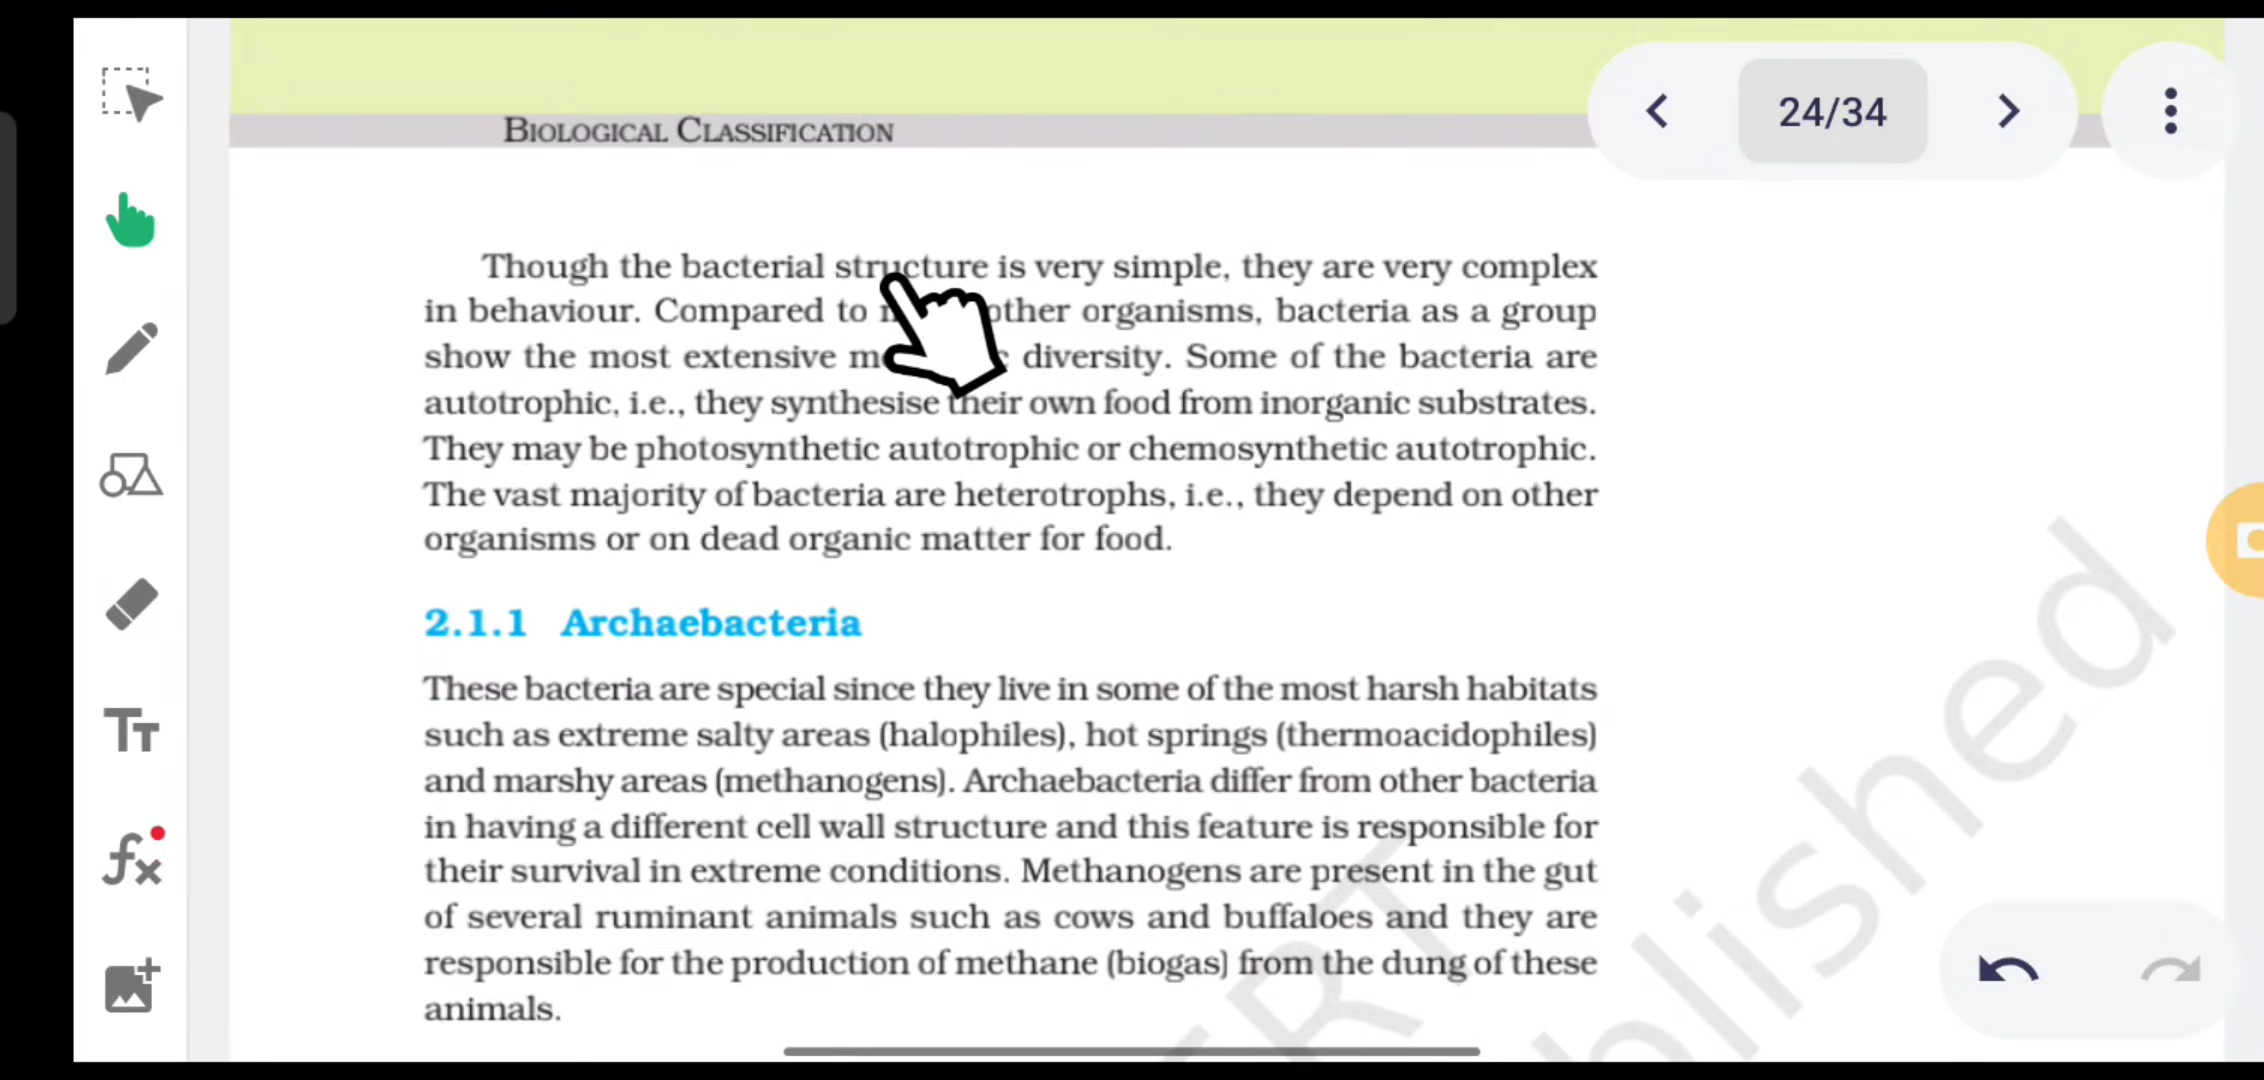 BIOLOGICAL CLASSIFICATION
24/34
Though the bacterial structure is very simple, they are very complex
in behaviour. Compared to other organisms, bacteria as a group
show the most extensive diversity. Some of the bacteria are
autotrophic, i.e., they synthesise their own food from inorganic substrates.
They may be photosynthetic autotrophic or chemosynthetic autotrophic.
The vast majority of bacteria are heterotrophs, i.e., they depend on other
organisms or on dead organic matter for food.
2.1.1 Archaebacteria
These bacteria are special since they live in some of the most harsh habitats
such as extreme salty areas (halophiles), hot springs (thermoacidophiles)
and marshy areas (methanogens). Archaebacteria differ from other bacteria
in having a different cell wall structure and this feature is responsible for
their survival in extreme conditions. Methanogens are present in the gut
of several ruminant animals such as cows and buffaloes and they are
responsible for the production of methane (biogas) from the dung of these
animals.
Tт
fx